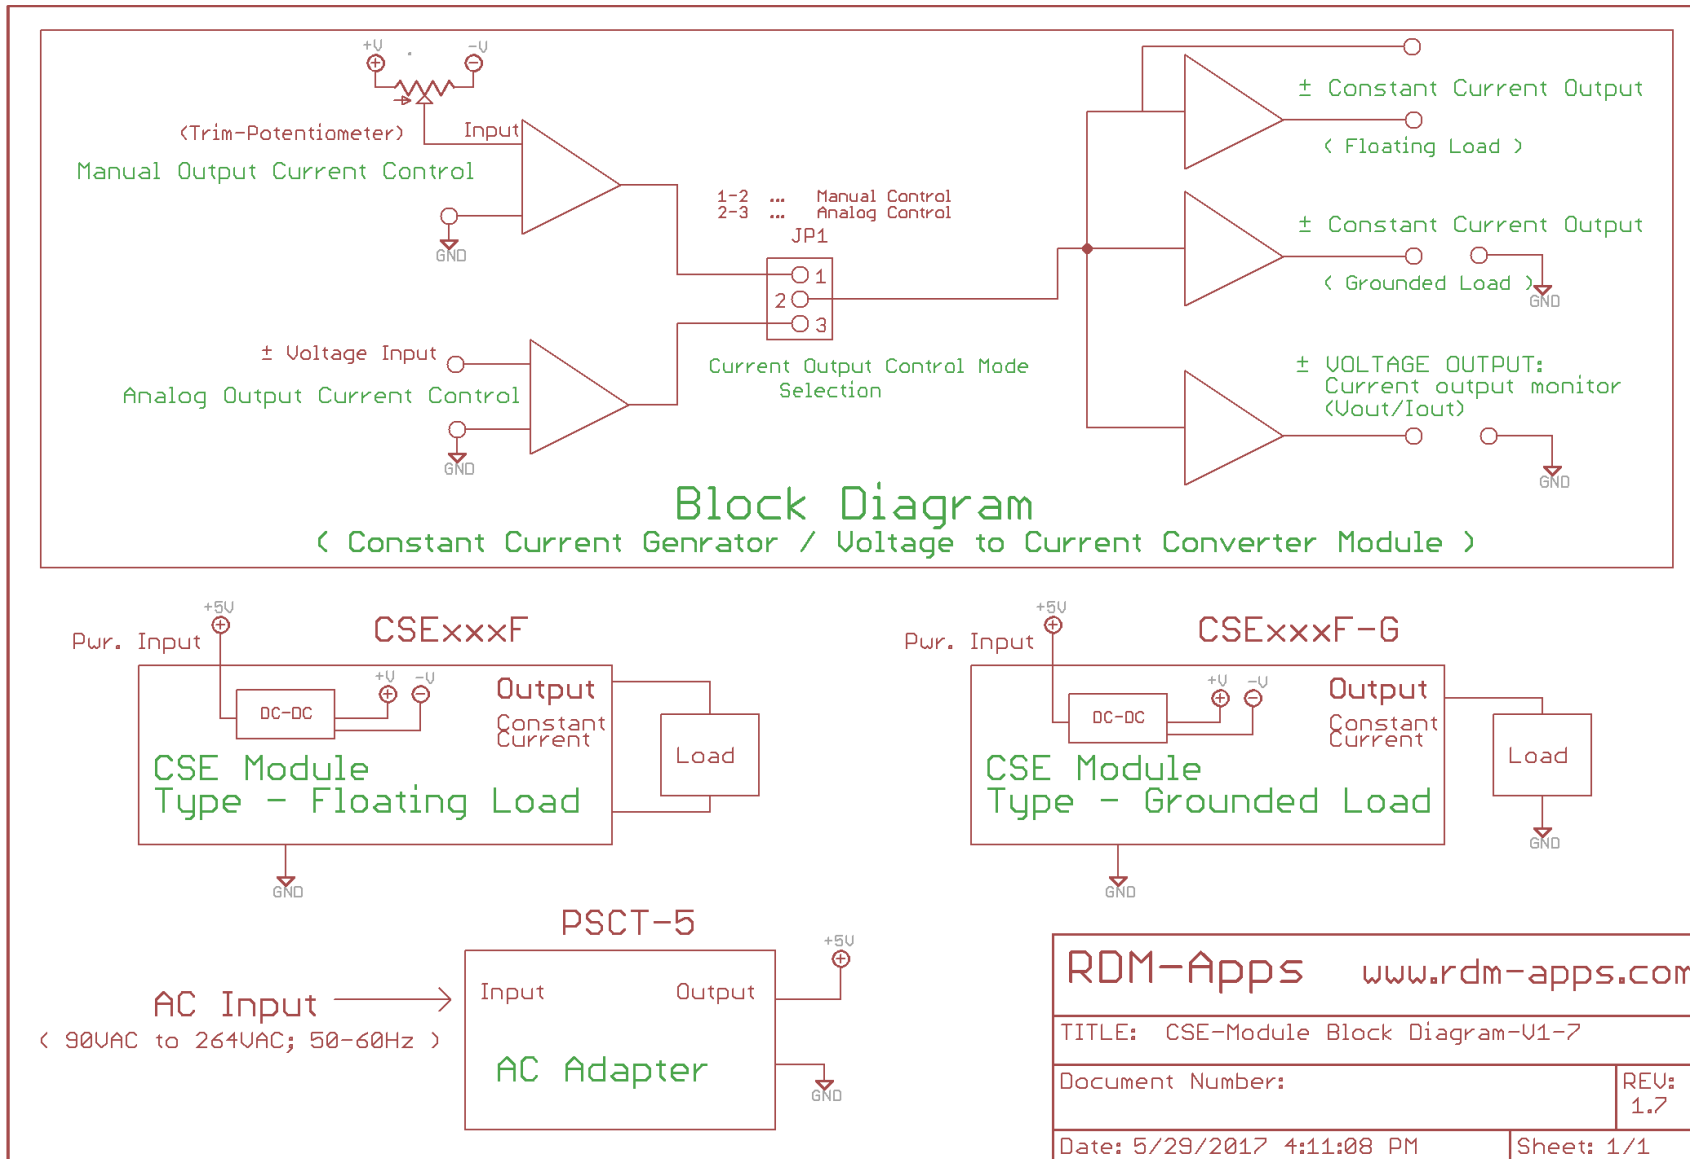 +V -V
(Trim-Potentiometer) Input
Manual Output Current Control
GND
± Voltage Input
Analog Output Current Control
GND
1-2 ... Manual Control
2-3 ... Analog Control
JP1
1
2
3
Current Output Control Mode
Selection
± Constant Current Output
( Floating Load )
± Constant Current Output
( Grounded Load )
GND
± VOLTAGE OUTPUT:
Current output monitor
(Vout/Iout)
GND
Block Diagram
( Constant Current Genrator / Voltage to Current Converter Module )
+5V
Pwr. Input
CSExxxF
DC-DC
+V -V
Output
Constant
Current
Load
CSE Module
Type - Floating Load
GND
+5V
Pwr. Input
CSExxxF-G
DC-DC
+V -V
Output
Constant
Current
Load
CSE Module
Type - Grounded Load
GND
GND
PSCT-5
+5V
AC Input
( 90VAC to 264VAC; 50-60Hz )
Input Output
AC Adapter
GND
RDM-Apps www.rdm-apps.com
TITLE: CSE-Module Block Diagram-V1-7
Document Number:
REV:
1.7
Date: 5/29/2017 4:11:08 PM
Sheet: 1/1